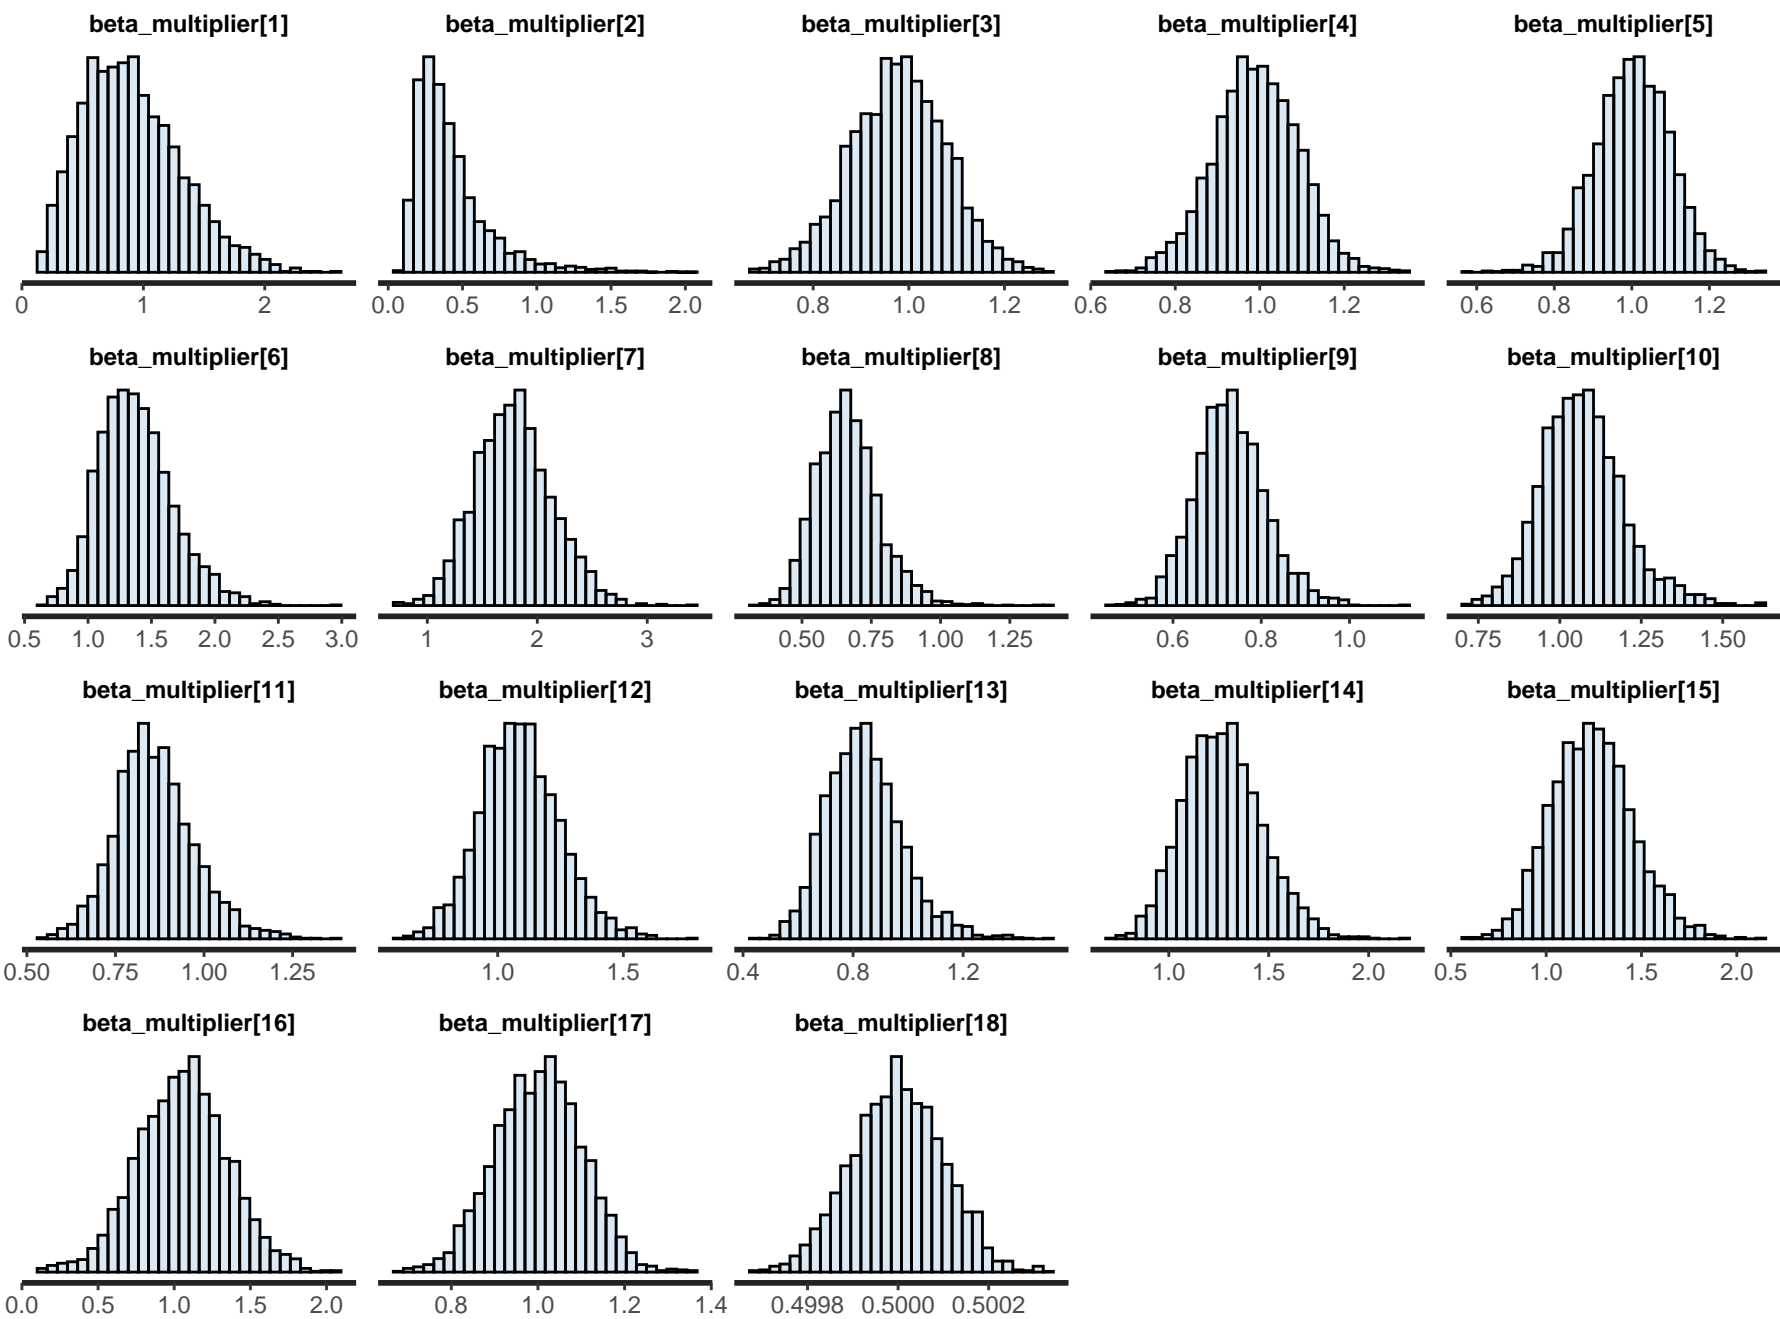 beta_multiplier[1] beta_multiplier[2] beta_multiplier[3] beta_multiplier[4] beta_multiplier[5]
0 1 2 0.0 0.5 1.0 1.5 2.0 0.8 1.0 1.2 0.6 0.8 1.0 1.2 0.6 0.8 1.0 1.2
beta_multiplier[6] beta_multiplier[7] beta_multiplier[8] beta_multiplier[9] beta_multiplier[10]
0.5 1.0 1.5 2.0 2.5 3.0 1 2 3 0.50 0.75 1.00 1.25 0.6 0.8 1.0 0.75 1.00 1.25 1.50
beta_multiplier[11] beta_multiplier[12] beta_multiplier[13] beta_multiplier[14] beta_multiplier[15]
0.50 0.75 1.00 1.25 1.0 1.5 0.4 0.8 1.2 1.0 1.5 2.0 0.5 1.0 1.5 2.0
beta_multiplier[16] beta_multiplier[17] beta_multiplier[18]
0.0 0.5 1.0 1.5 2.0 0.8 1.0 1.2 1.4 0.4998 0.5000 0.5002